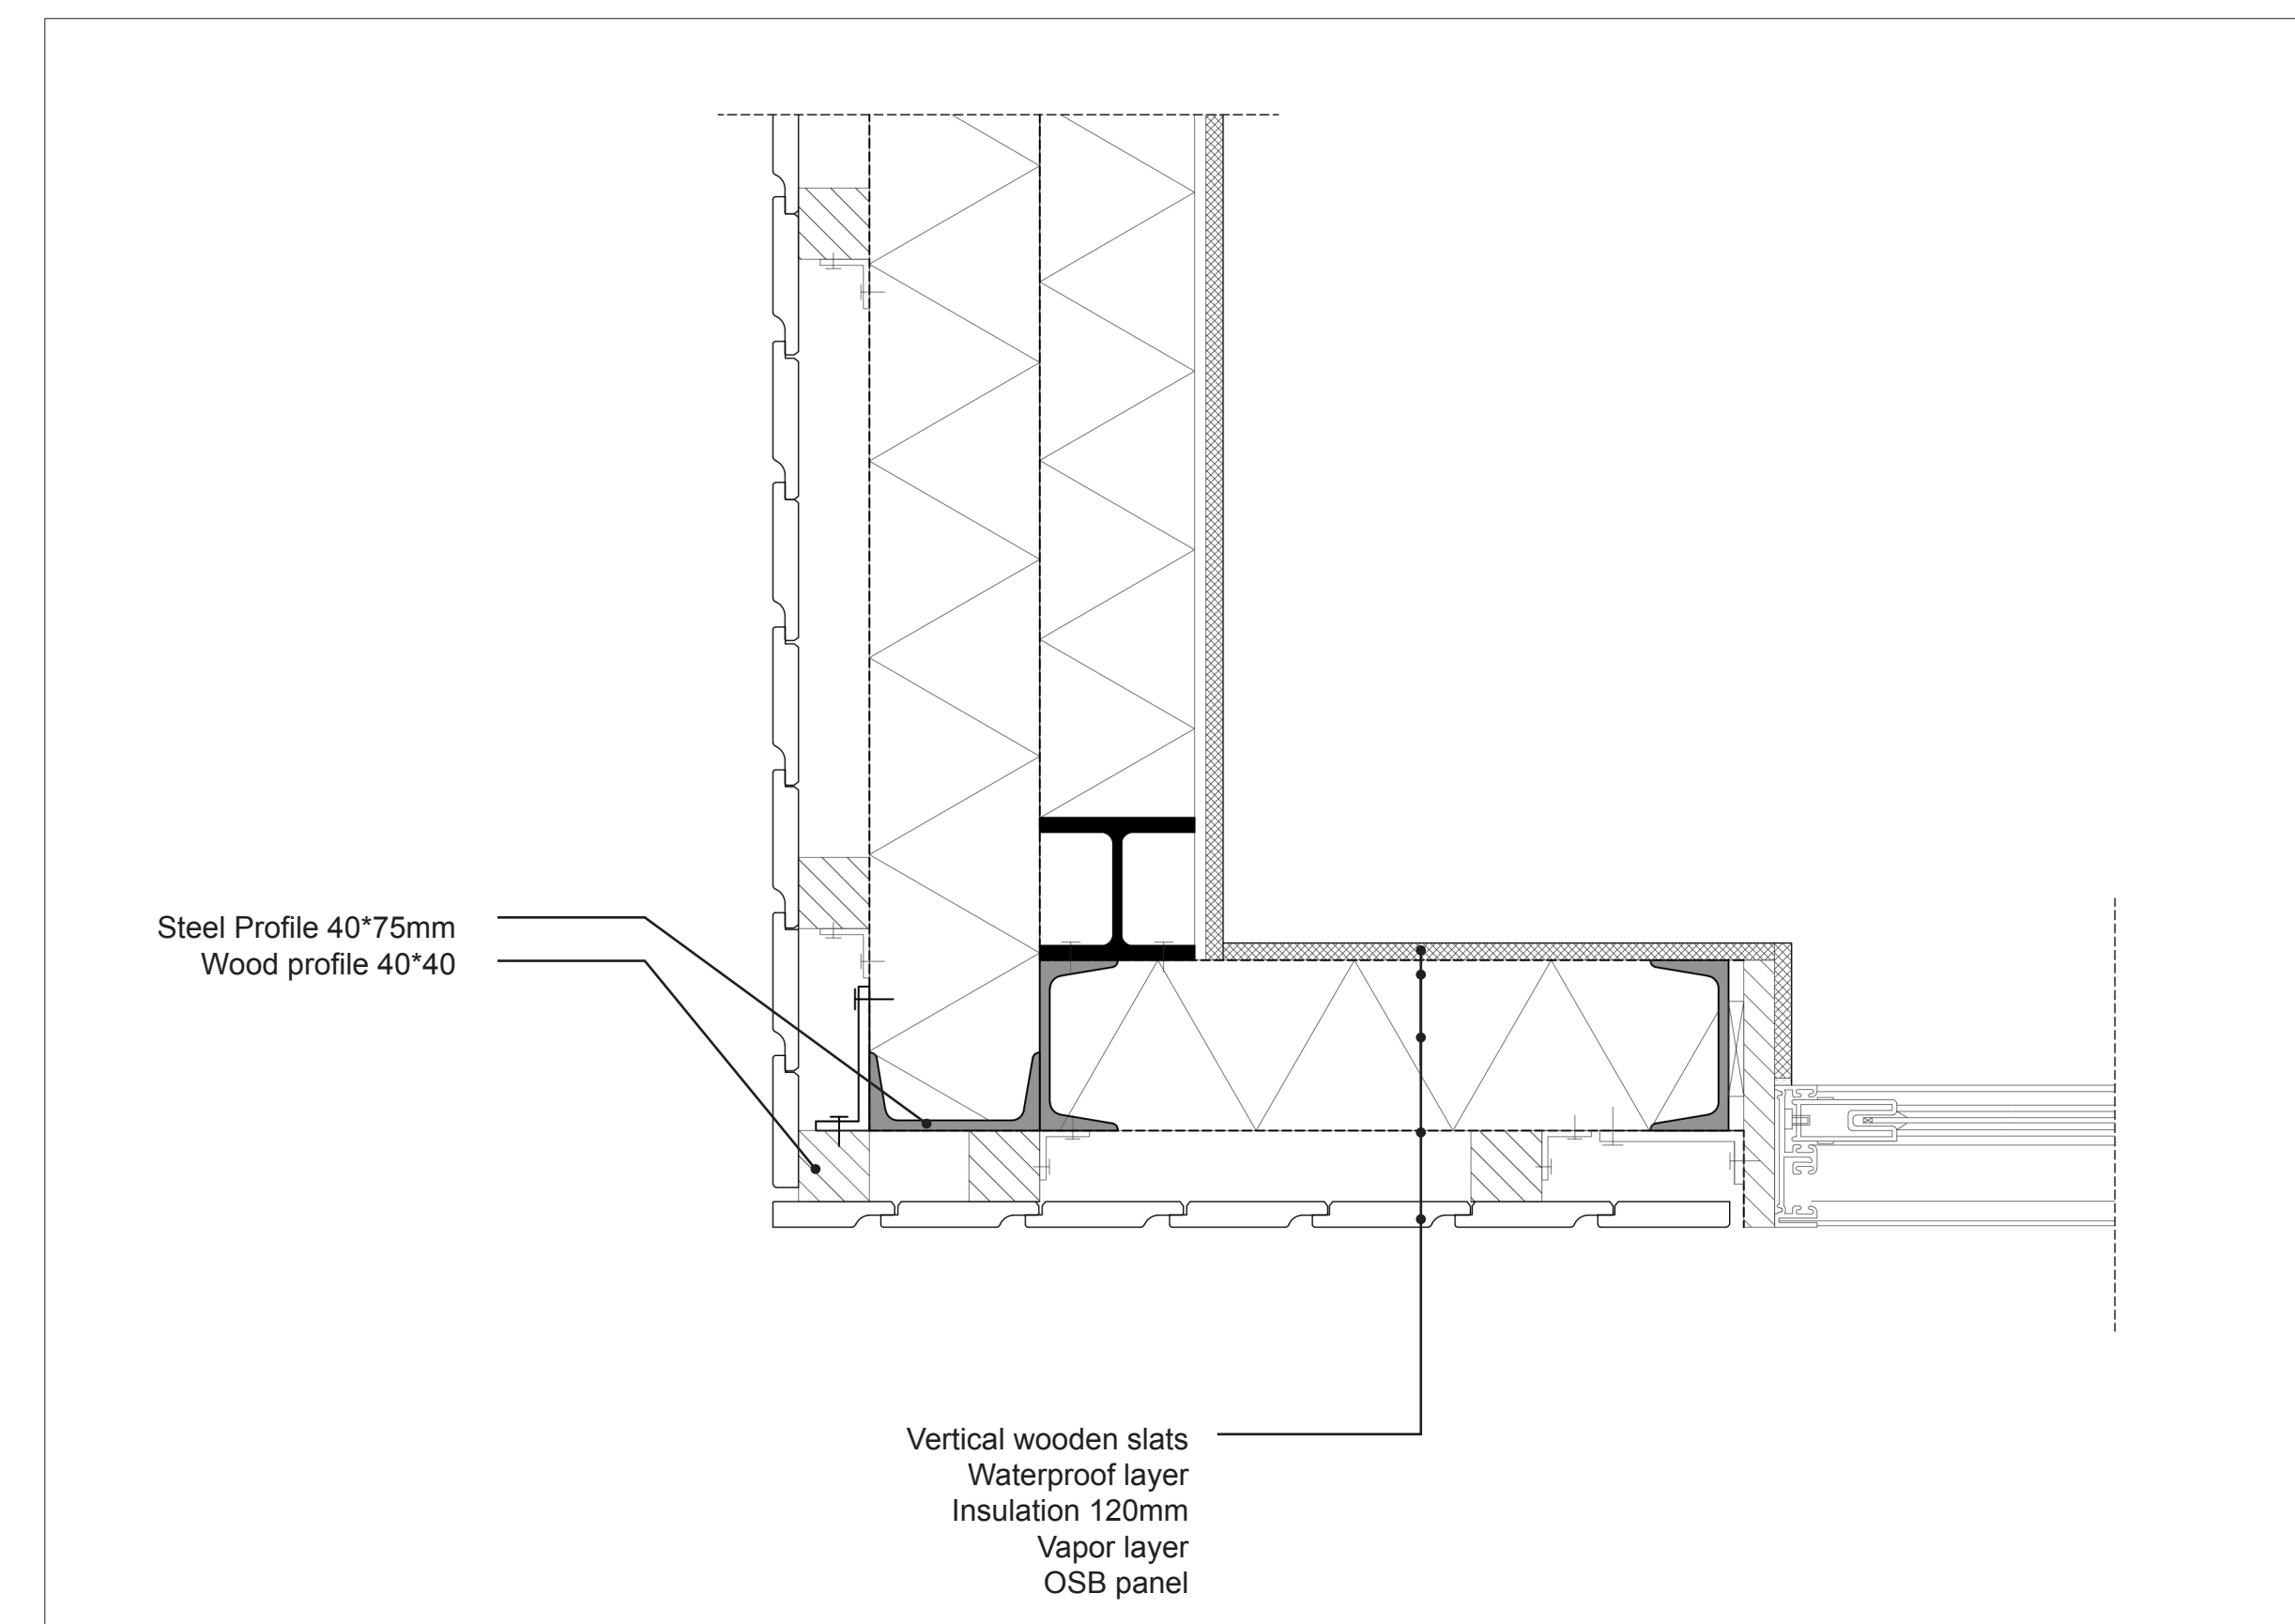 Steel Profile 40*75mm
Wood profile 40*40
Vertical wooden slats
Waterproof layer
Insulation 120mm
Vapor layer
OSB panel